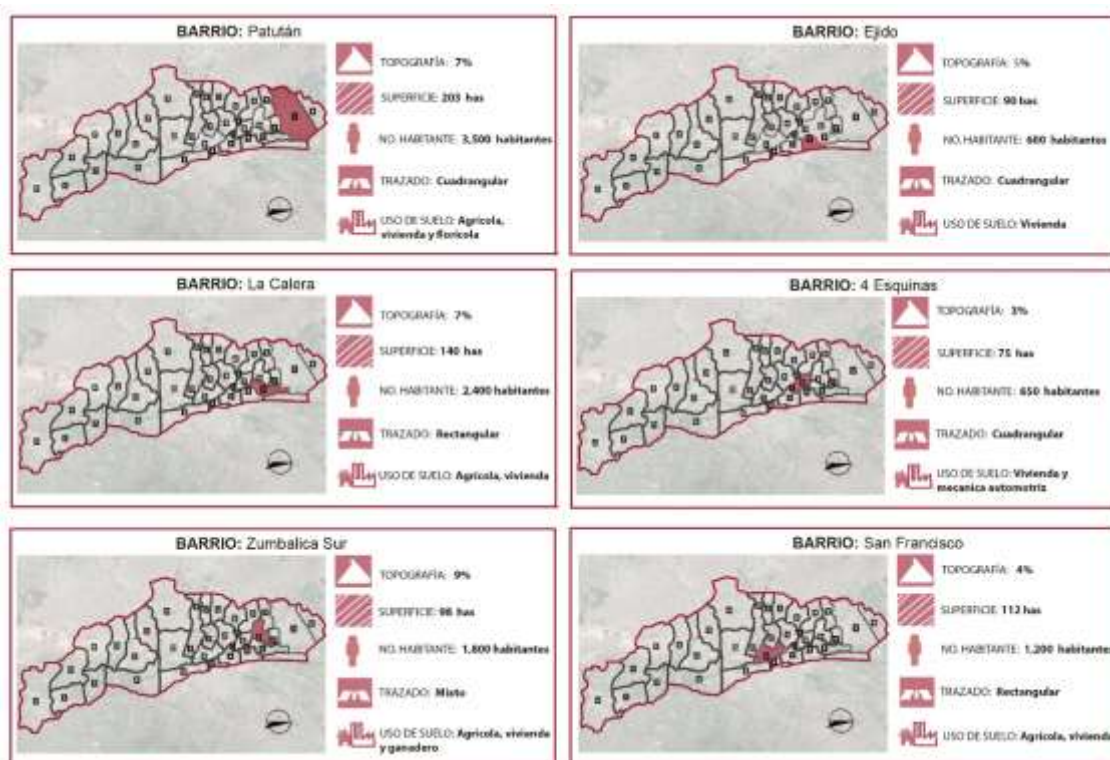 BARRIO: Patután
TOPOGRAFÍA: 7%
SUPERFICIE: 203 has
NO. HABITANTE: 3,500 habitantes
TRAZADO: Cuadrangular
USO DE SUELO: Agrícola,
vivienda y florícola
BARRIO: Ejido
TOPOGRAFÍA: 5%
SUPERFICIE: 90 has
NO. HABITANTE: 600 habitantes
TRAZADO: Cuadrangular
USO DE SUELO: Vivienda
BARRIO: La Calera
TOPOGRAFÍA: 7%
SUPERFICIE: 140 has
NO. HABITANTE: 2,400 habitantes
TRAZADO: Rectangular
USO DE SUELO: Agrícola, vivienda
BARRIO: 4 Esquinas
TOPOGRAFÍA: 3%
SUPERFICIE: 75 has
NO. HABITANTE: 650 habitantes
TRAZADO: Cuadrangular
USO DE SUELO: Vivienda y
mecanica automotriz
BARRIO: Zumbalica Sur
TOPOGRAFÍA: 9%
SUPERFICIE: 98 has
NO. HABITANTE: 1,800 habitantes
TRAZADO: Mixto
USO DE SUELO: Agrícola, vivienda
y ganadero
BARRIO: San Francisco
TOPOGRAFÍA: 4%
SUPERFICIE: 112 has
NO. HABITANTE: 1,200 habitantes
TRAZADO: Rectangular
USO DE SUELO: Agrícola, vivienda